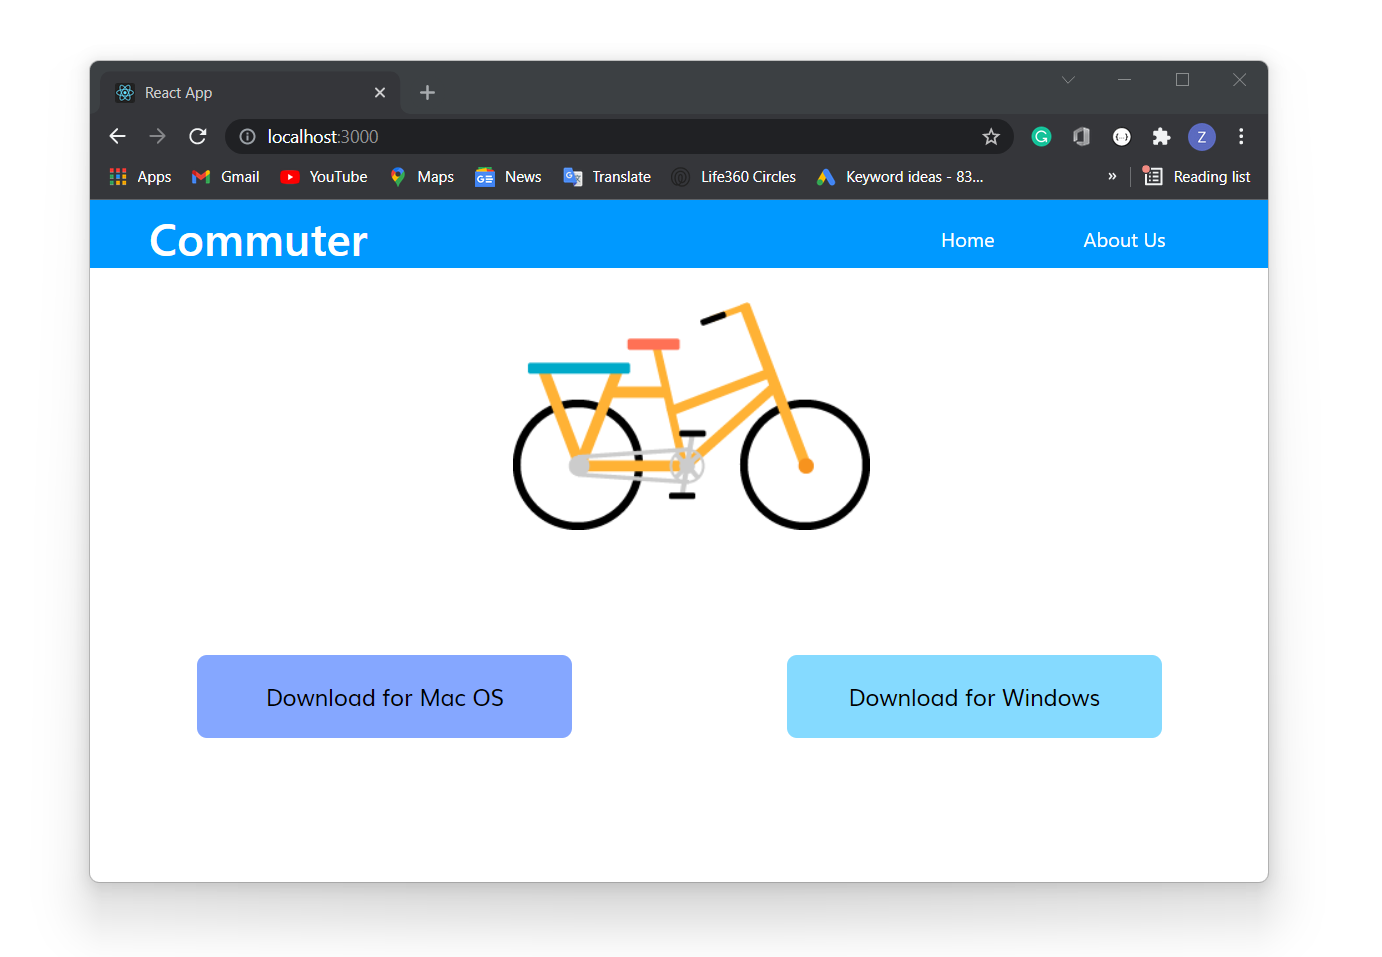 React App
localhost:3000
Apps Gmail YouTube Maps News Translate Life360 Circles Keyword ideas - 83... » Reading list
Z
Commuter Home About Us
Download for Mac OS Download for Windows